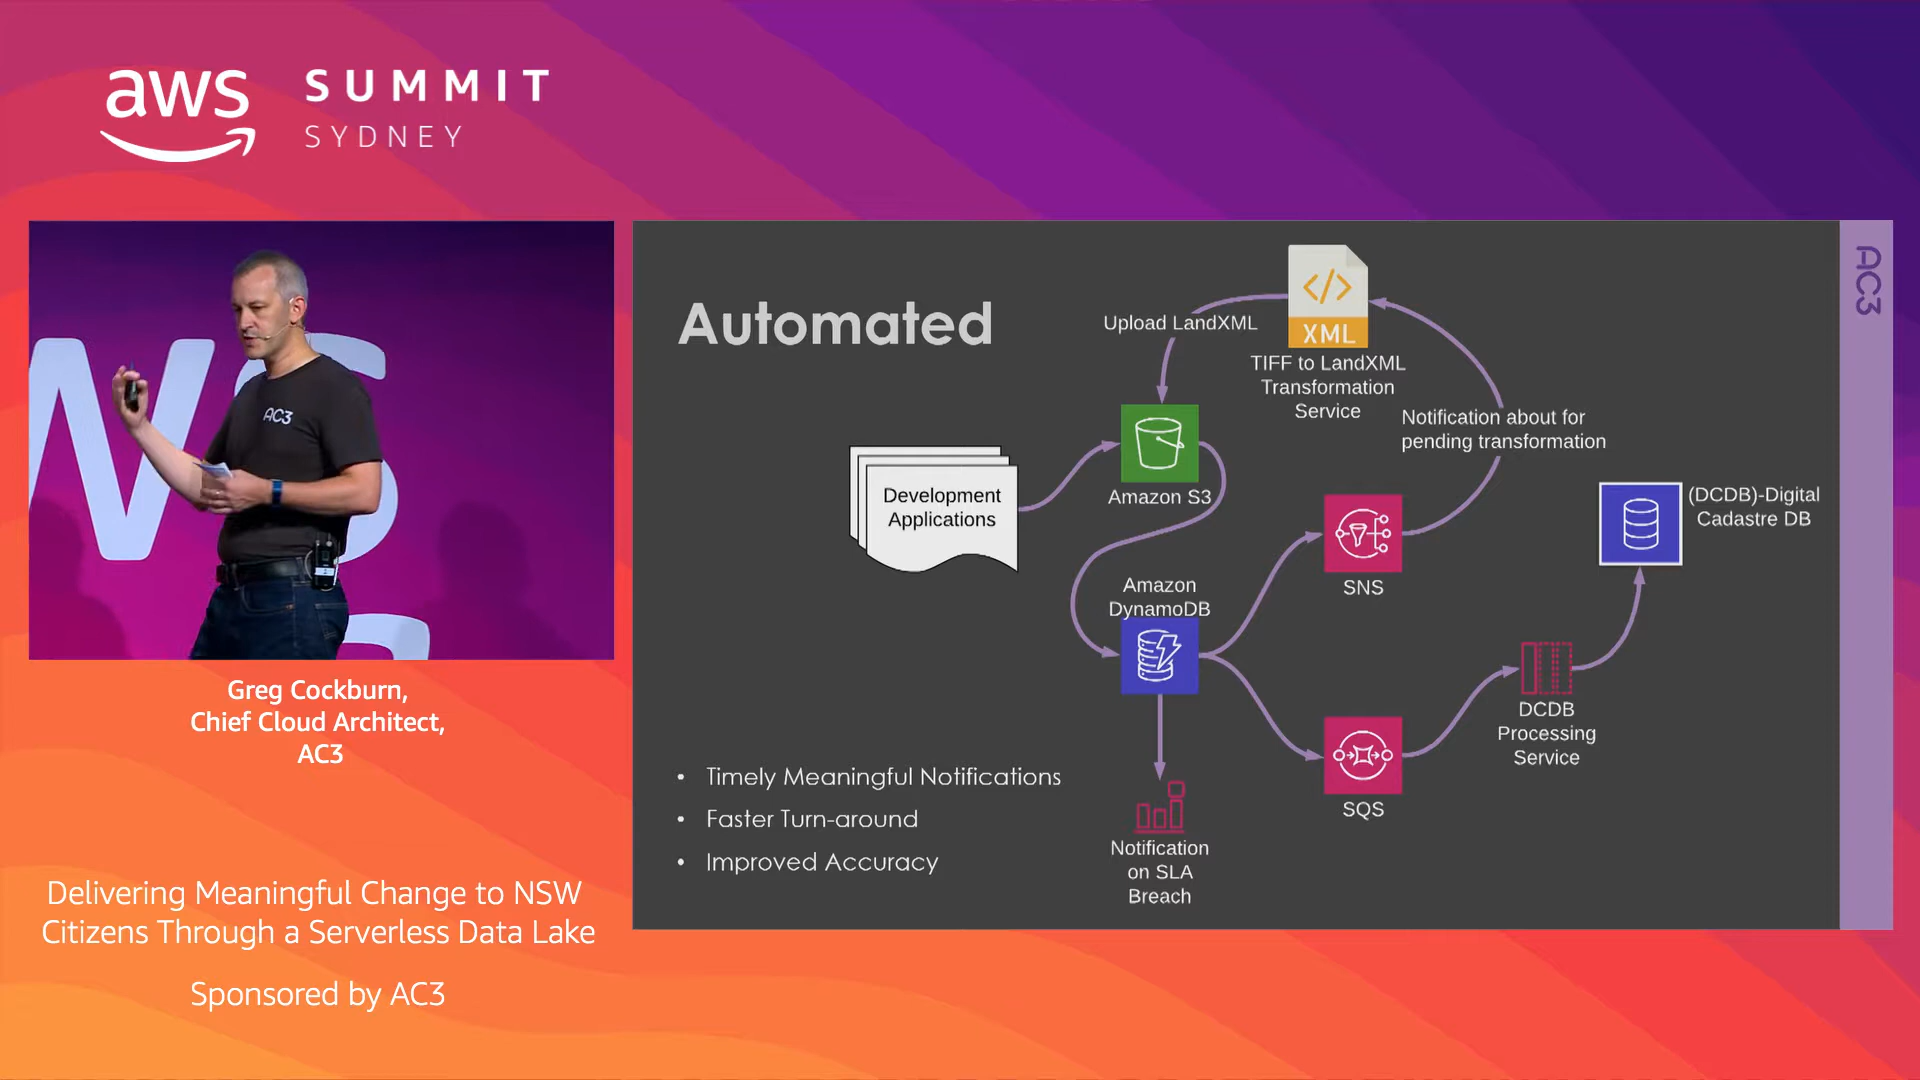 aws
SUMMIT
SYDNEY
WS
AC3
Greg Cockburn,
Chief Cloud Architect,
AC3
Delivering Meaningful Change to NSW
Citizens Through a Serverless Data Lake
Sponsored by AC3
Automated
Upload LandXML
</>
XML
TIFF to LandXML
Transformation
Service
Notification about for
pending transformation
Development
Applications
Amazon S3
Amazon
DynamoDB
SNS
(DCDB)-Digital
Cadastre DB
DCDB
Processing
Service
SQS
Notification
on SLA
Breach
• Timely Meaningful Notifications
• Faster Turn-around
• Improved Accuracy
AC3